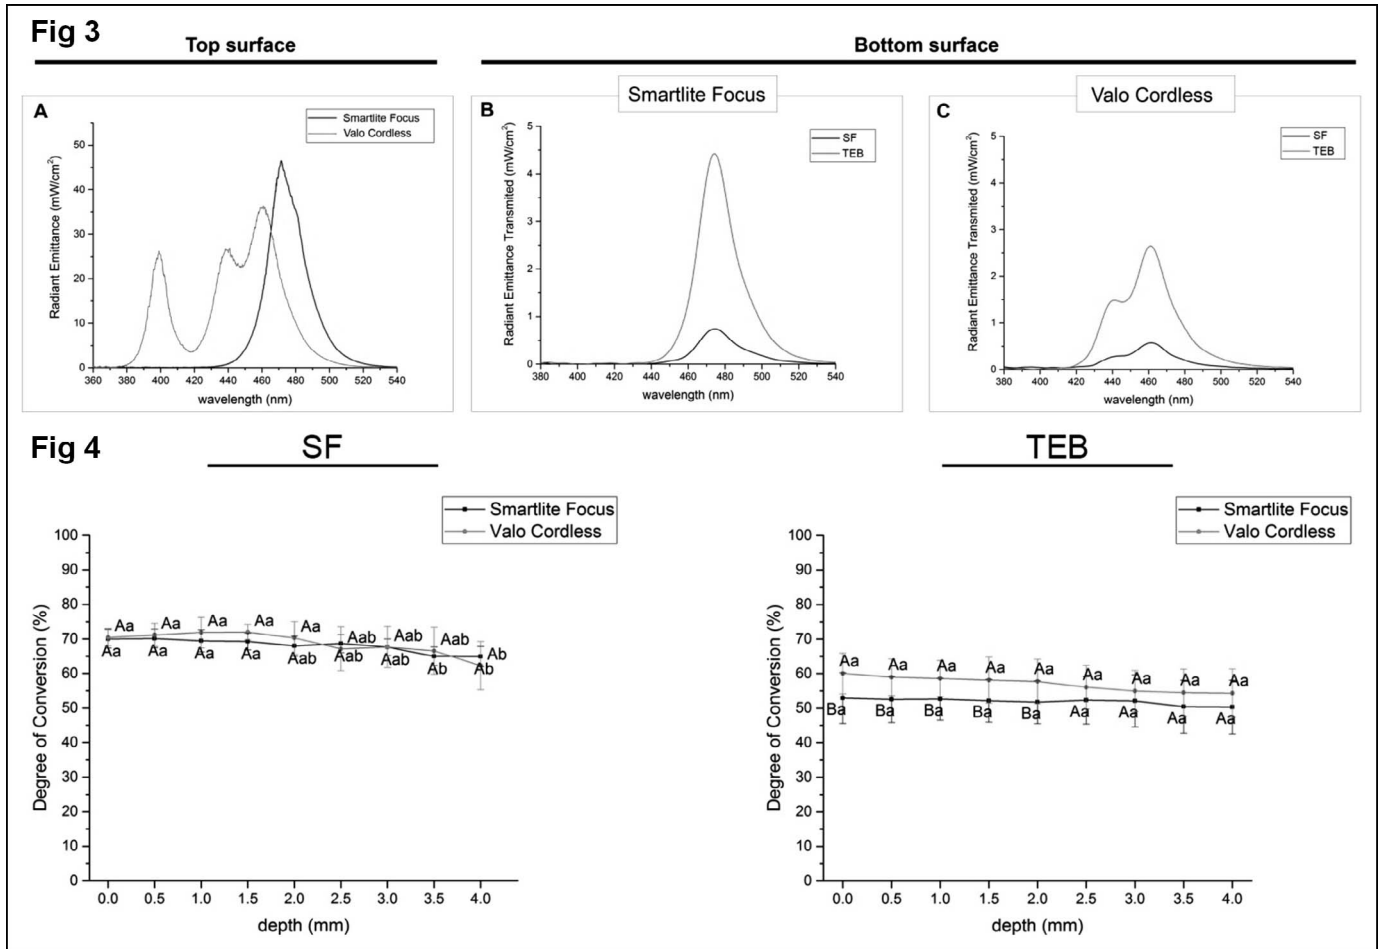 Fig 3
Top surface
Bottom surface
A
Smartlite Focus
Valo Cordless
Radiant Emittance (mW/cm²)
50
40
30
20
10
0
360 380 400 420 440 460 480 500 520 540
wavelength (nm)
Smartlite Focus
B
SF
TEB
Radiant Emittance Transmited (mW/cm²)
5
4
3
2
1
0
380 400 420 440 460 480 500 520 540
wavelength (nm)
Valo Cordless
C
SF
TEB
Radiant Emittance Transmited (mW/cm²)
5
4
3
2
1
0
380 400 420 440 460 480 500 520 540
wavelength (nm)
Fig 4
SF
Smartlite Focus
Valo Cordless
Degree of Conversion (%)
100
90
80
70
60
50
40
30
20
10
0
Aa Aa Aa Aa Aa Aab Aab Aab Ab
Aa Aa Aa Aa Aab Aab Aab Ab Ab
0.0 0.5 1.0 1.5 2.0 2.5 3.0 3.5 4.0
depth (mm)
TEB
Smartlite Focus
Valo Cordless
Degree of Conversion (%)
100
90
80
70
60
50
40
30
20
10
0
Aa Aa Aa Aa Aa Aa Aa Aa Aa
Ba Ba Ba Ba Ba Aa Aa Aa Aa
0.0 0.5 1.0 1.5 2.0 2.5 3.0 3.5 4.0
depth (mm)